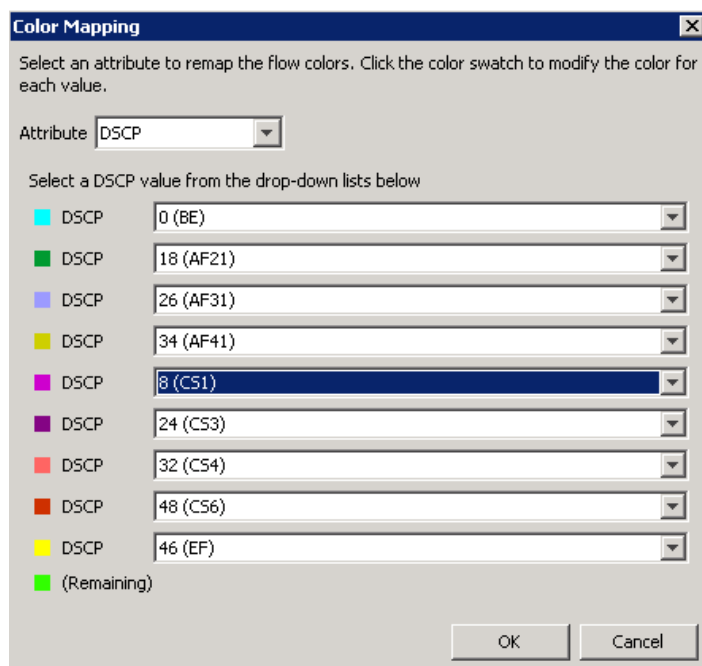 Color Mapping
Select an attribute to remap the flow colors. Click the color swatch to modify the color for
each value.
Attribute DSCP
Select a DSCP value from the drop-down lists below
DSCP 0 (BE)
DSCP 18 (AF21)
DSCP 26 (AF31)
DSCP 34 (AF41)
DSCP 8 (CS1)
DSCP 24 (CS3)
DSCP 32 (CS4)
DSCP 48 (CS6)
DSCP 46 (EF)
(Remaining)
OK Cancel